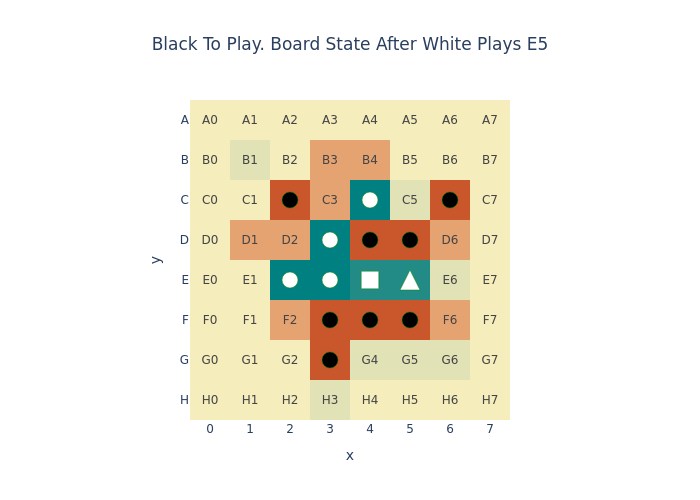 Black To Play. Board State After White Plays E5
A A0 A1 A2 A3 A4 A5 A6 A7
B B0 B1 B2 B3 B4 B5 B6 B7
C C0 C1 C3 C5 C7
D D0 D1 D2 D6 D7
y
E E0 E1 E6 E7
F F0 F1 F2 F6 F7
G G0 G1 G2 G4 G5 G6 G7
H H0 H1 H2 H3 H4 H5 H6 H7
0 1 2 3 4 5 6 7
x